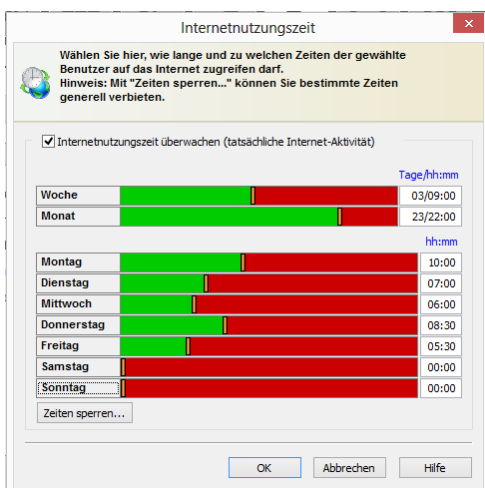 Internetnutzungszeit
Wählen Sie hier, wie lange und zu welchen Zeiten der gewählte
Benutzer auf das Internet zugreifen darf.
Hinweis: Mit "Zeiten sperren..." können Sie bestimmte Zeiten
generell verbieten.
Internetnutzungszeit überwachen (tatsächliche Internet-Aktivität)
Tage/hh:mm
Woche 03/09:00
Monat 23/22:00
hh:mm
Montag 10:00
Dienstag 07:00
Mittwoch 06:00
Donnerstag 08:30
Freitag 05:30
Samstag 00:00
Sonntag 00:00
Zeiten sperren...
OK Abbrechen Hilfe